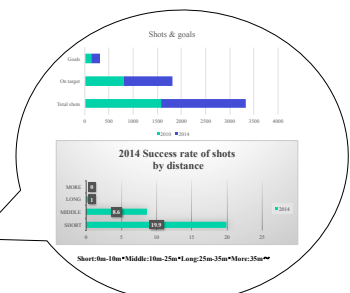 Shots & goals
Goals
On target
Total shots
0 500 1000 1500 2000 2500 3000 3500 4000
2010 2014
2014 Success rate of shots
by distance
MORE 0
LONG 1
MIDDLE 8.6
SHORT 19.9
2014
0 5 10 15 20 25
Short:0m-10m・Middle:10m-25m・Long:25m-35m・More:35m〜